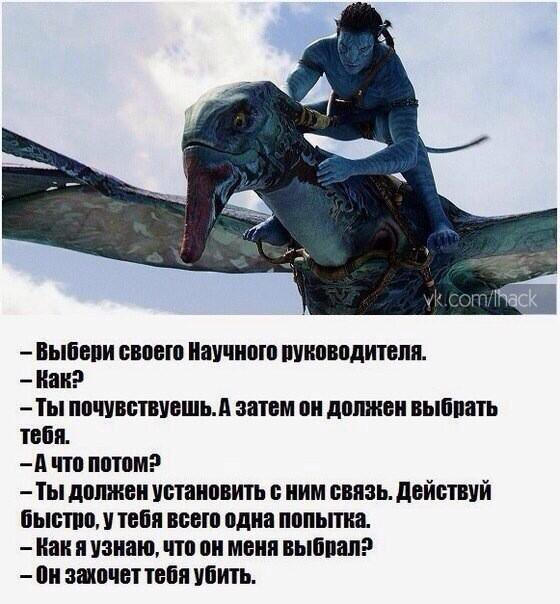 vk.com/lhack
– Выбери своего Научного руководителя.
– Как?
– Ты почувствуешь. А затем он должен выбрать
тебя.
– А что потом?
– Ты должен установить с ним связь. Действуй
быстро, у тебя всего одна попытка.
– Как я узнаю, что он меня выбрал?
– Он захочет тебя убить.